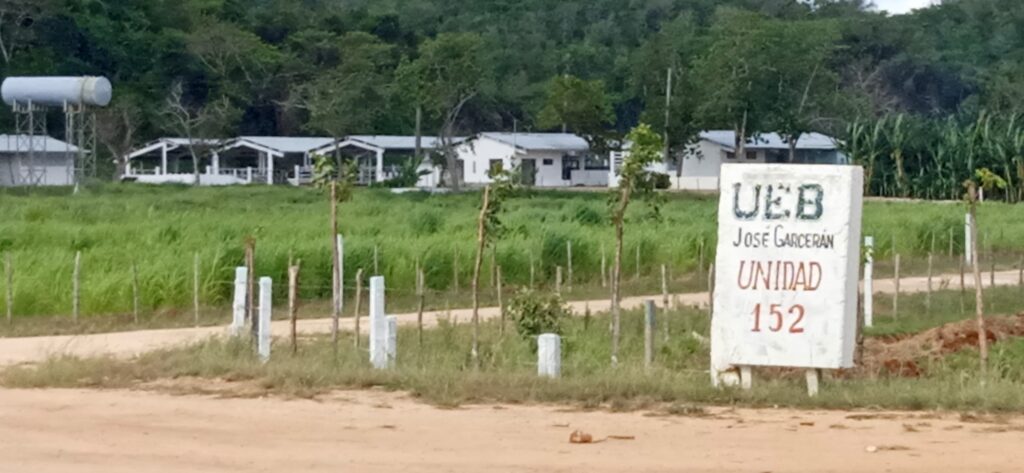 UEB
JOSÉ GARCERÁN
UNIDAD
152